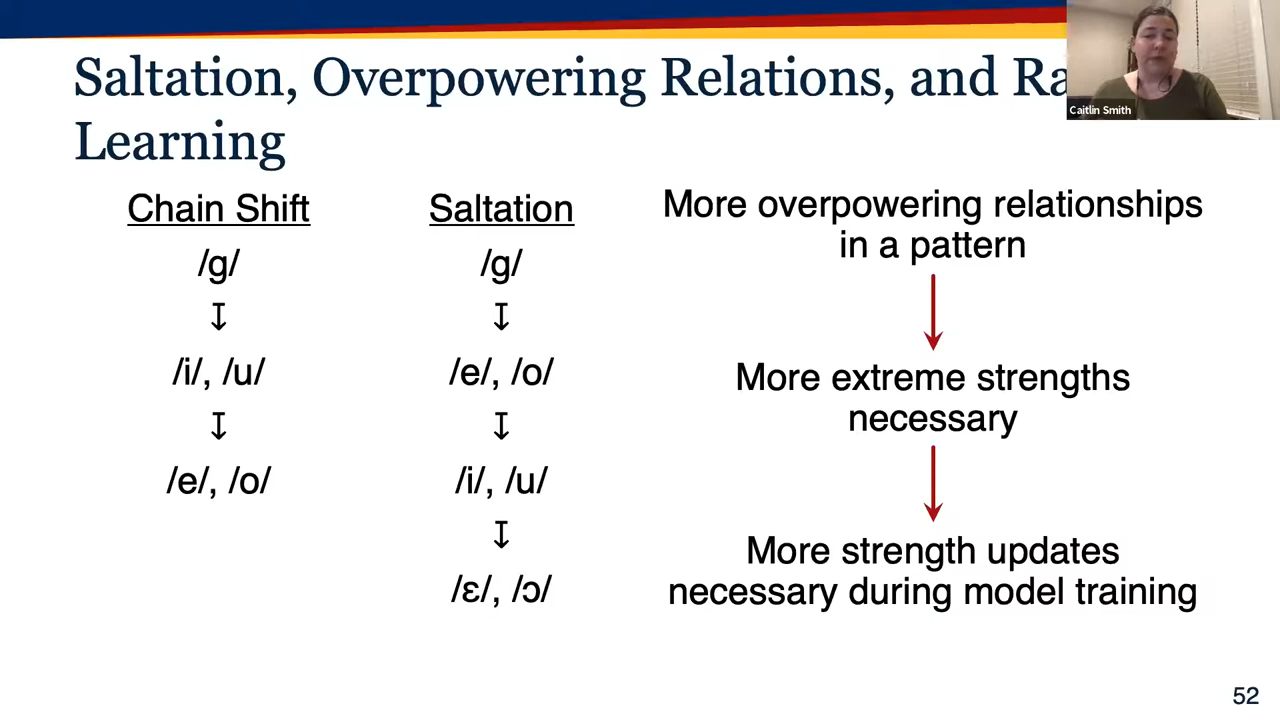 Saltation, Overpowering Relations, and
Learning
Caitlin Smith
Chain Shift
/g/
↧
/i/, /u/
↧
/e/, /o/
Saltation
/g/
↧
/e/, /o/
↧
/i/, /u/
↧
/ɛ/, /ɔ/
More overpowering relationships
in a pattern
More extreme strengths
necessary
More strength updates
necessary during model training
52